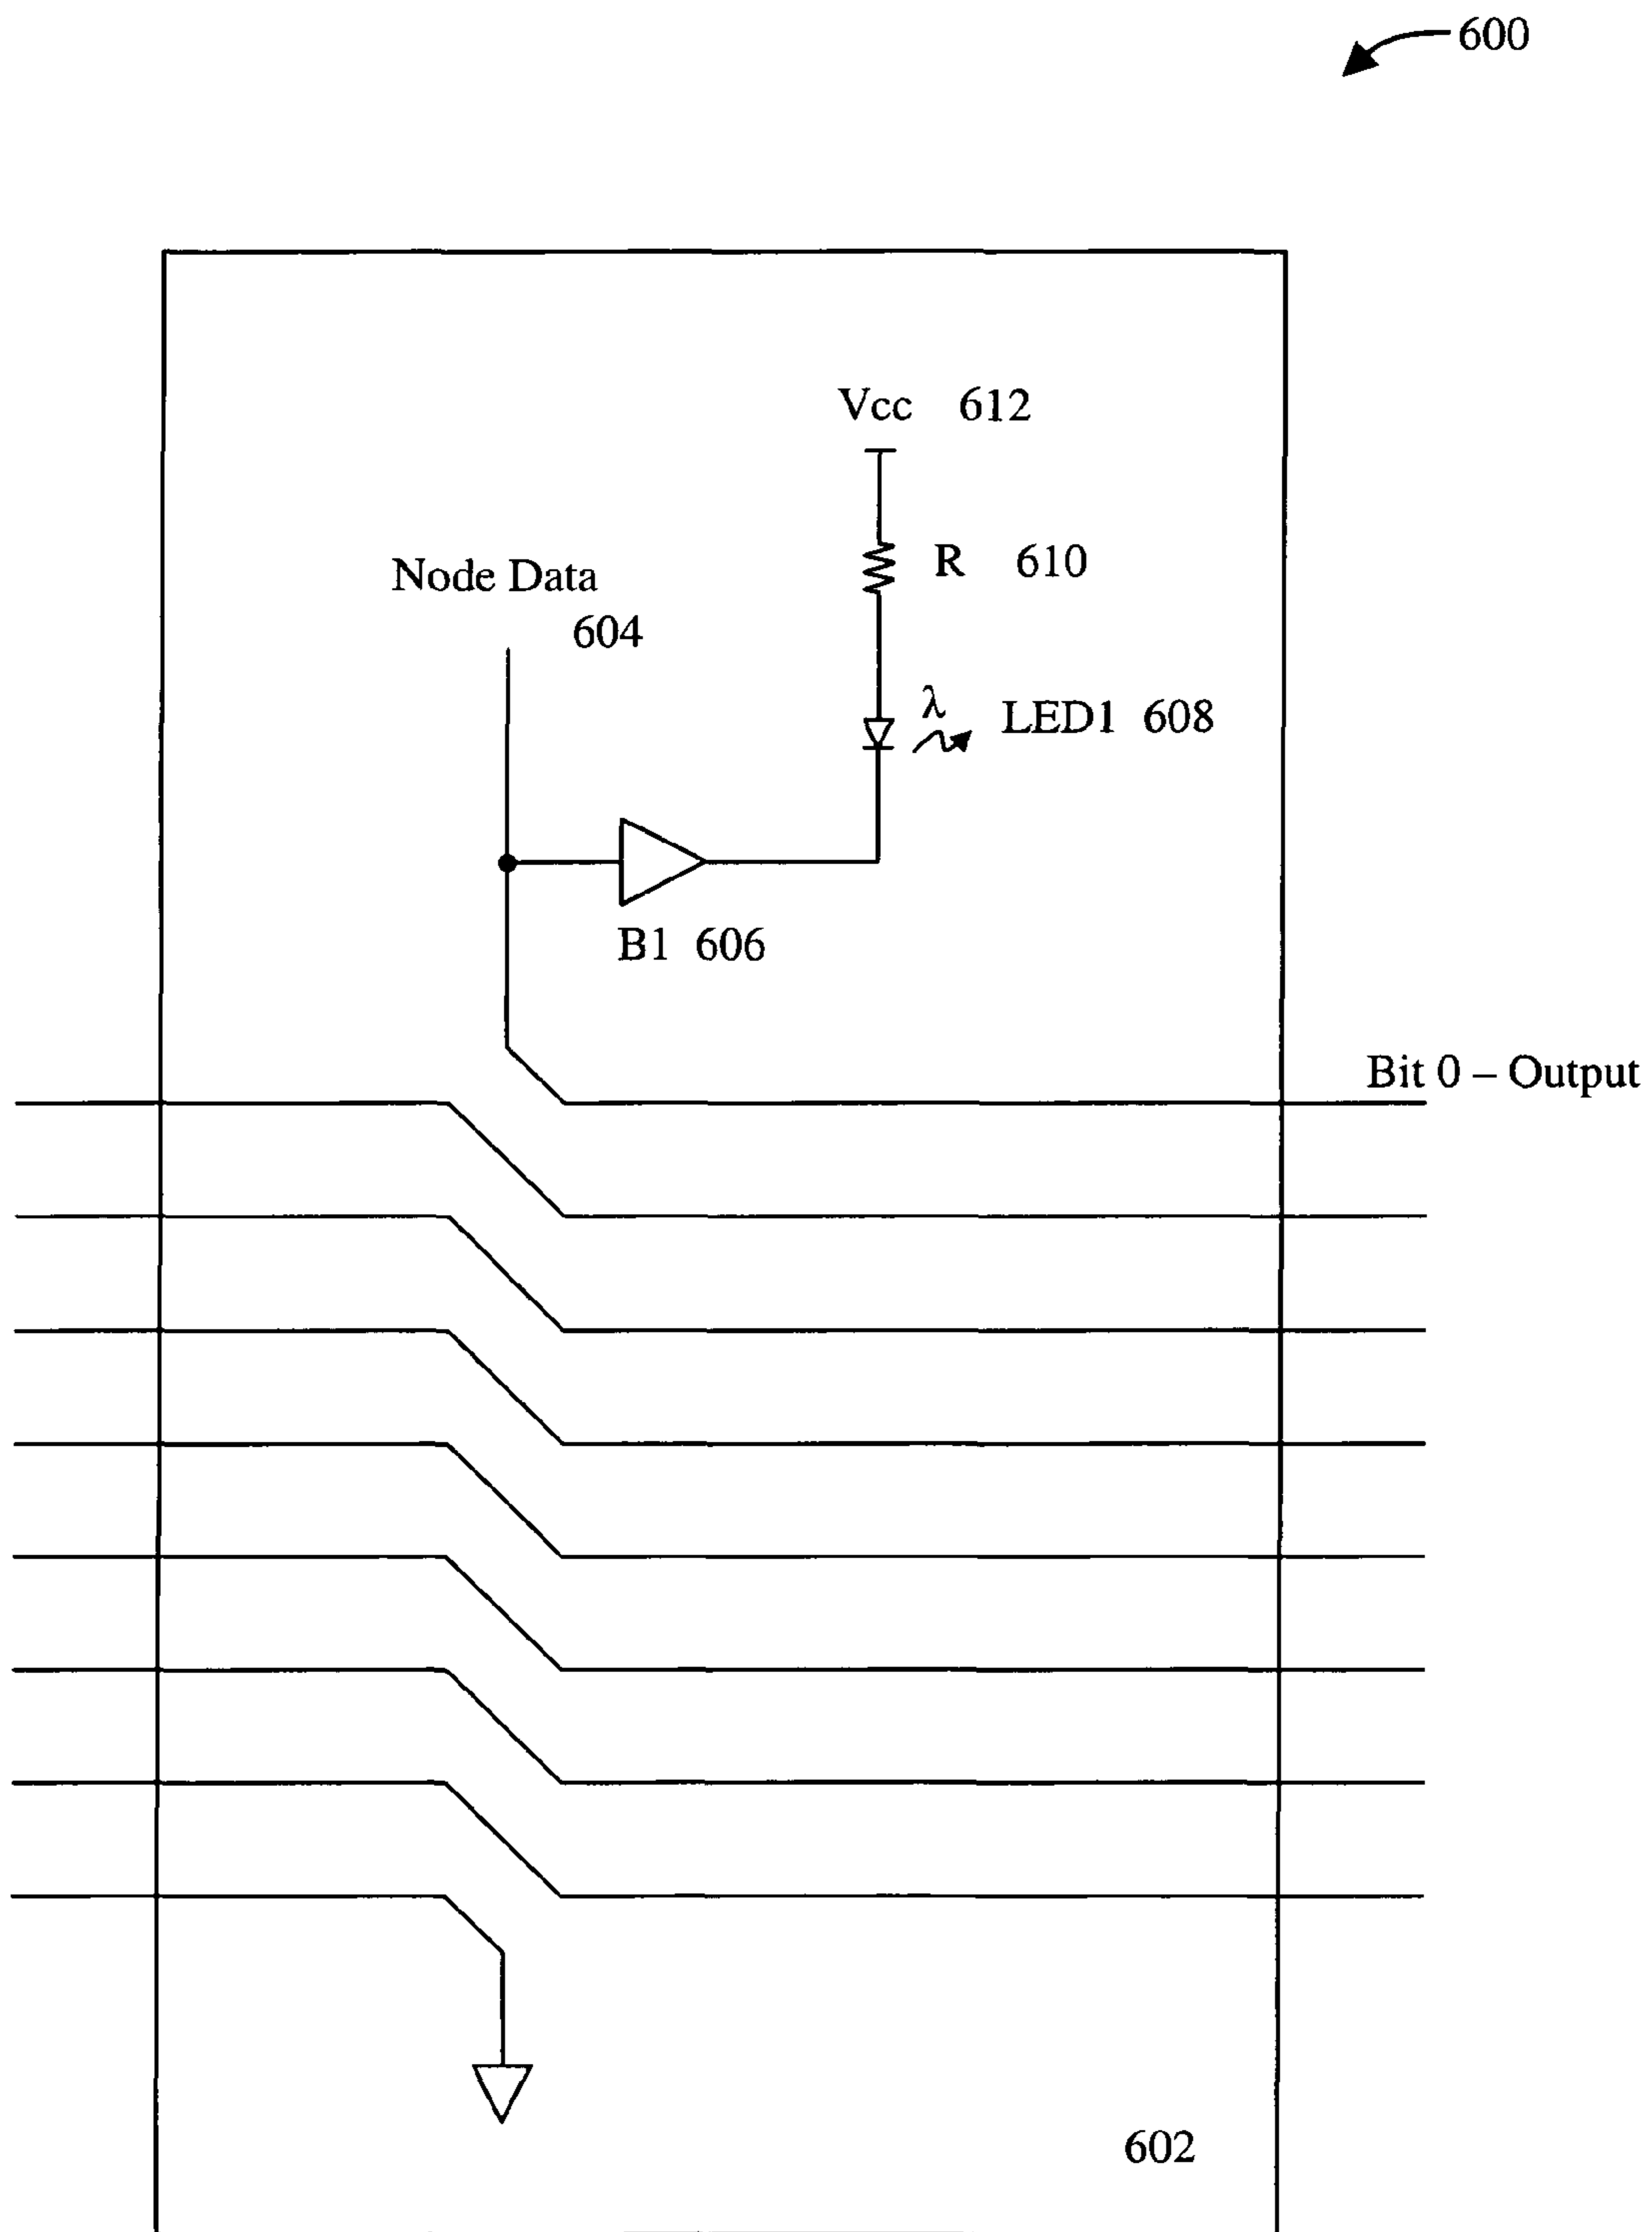 600
Vcc 612
R 610
Node Data
604
λ
LED1 608
B1 606
Bit 0 – Output
602